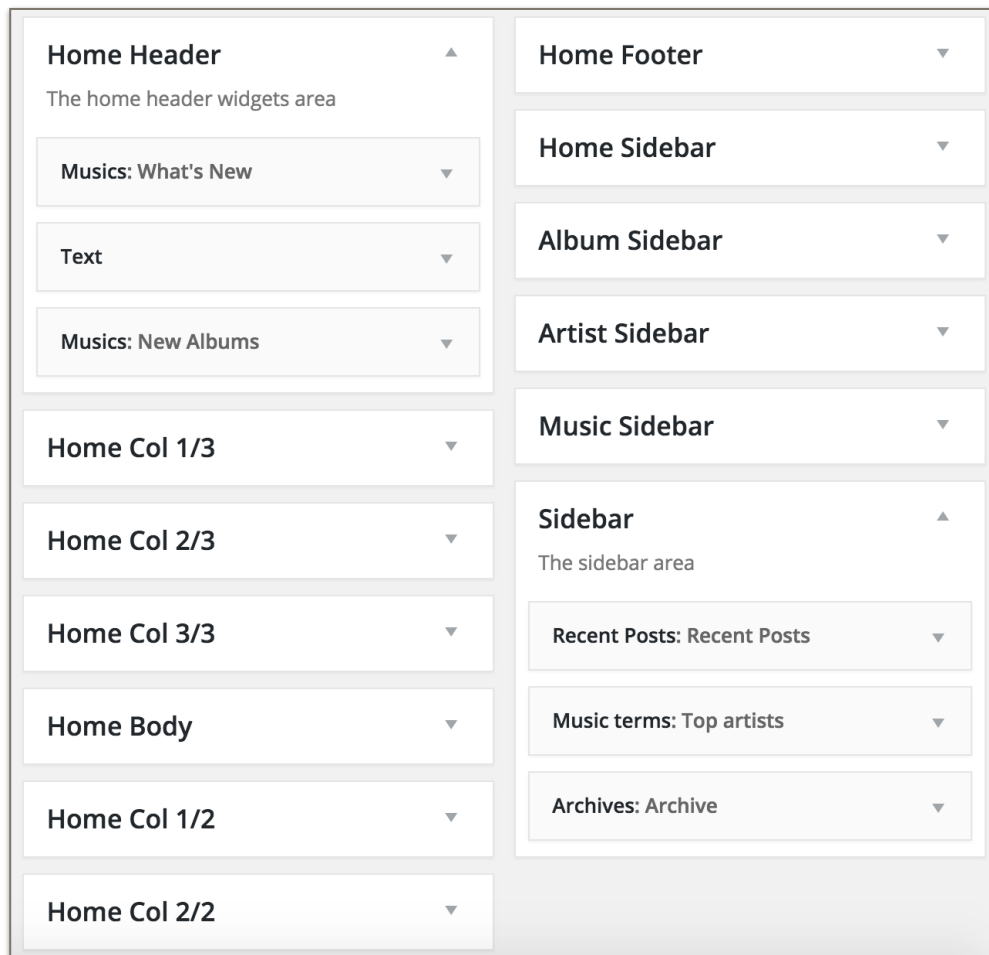 Home Header
The home header widgets area
Musics: What's New
Text
Musics: New Albums
Home Col 1/3
Home Col 2/3
Home Col 3/3
Home Body
Home Col 1/2
Home Col 2/2
Home Footer
Home Sidebar
Album Sidebar
Artist Sidebar
Music Sidebar
Sidebar
The sidebar area
Recent Posts: Recent Posts
Music terms: Top artists
Archives: Archive